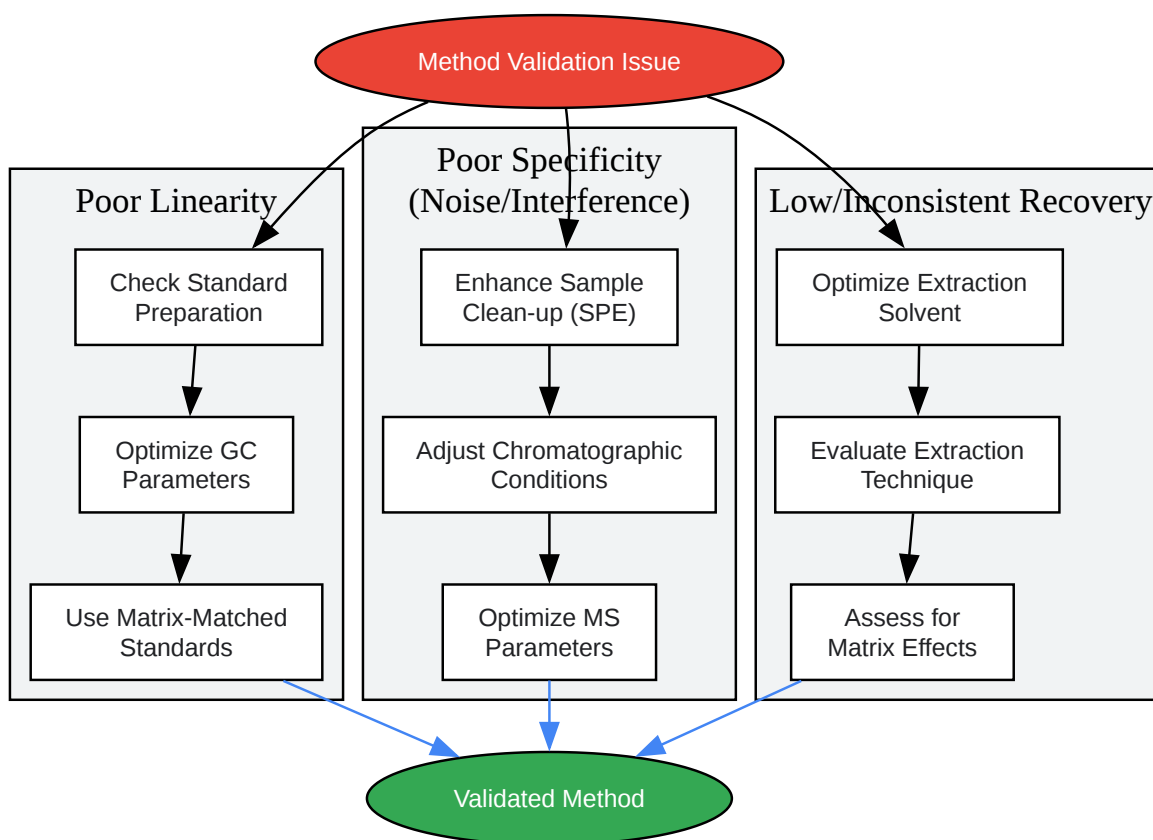 Method Validation Issue
Poor Linearity
Check Standard
Preparation
Optimize GC
Parameters
Use Matrix-Matched
Standards
Poor Specificity
(Noise/Interference)
Enhance Sample
Clean-up (SPE)
Adjust Chromatographic
Conditions
Optimize MS
Parameters
Low/Inconsistent Recovery
Optimize Extraction
Solvent
Evaluate Extraction
Technique
Assess for
Matrix Effects
Validated Method